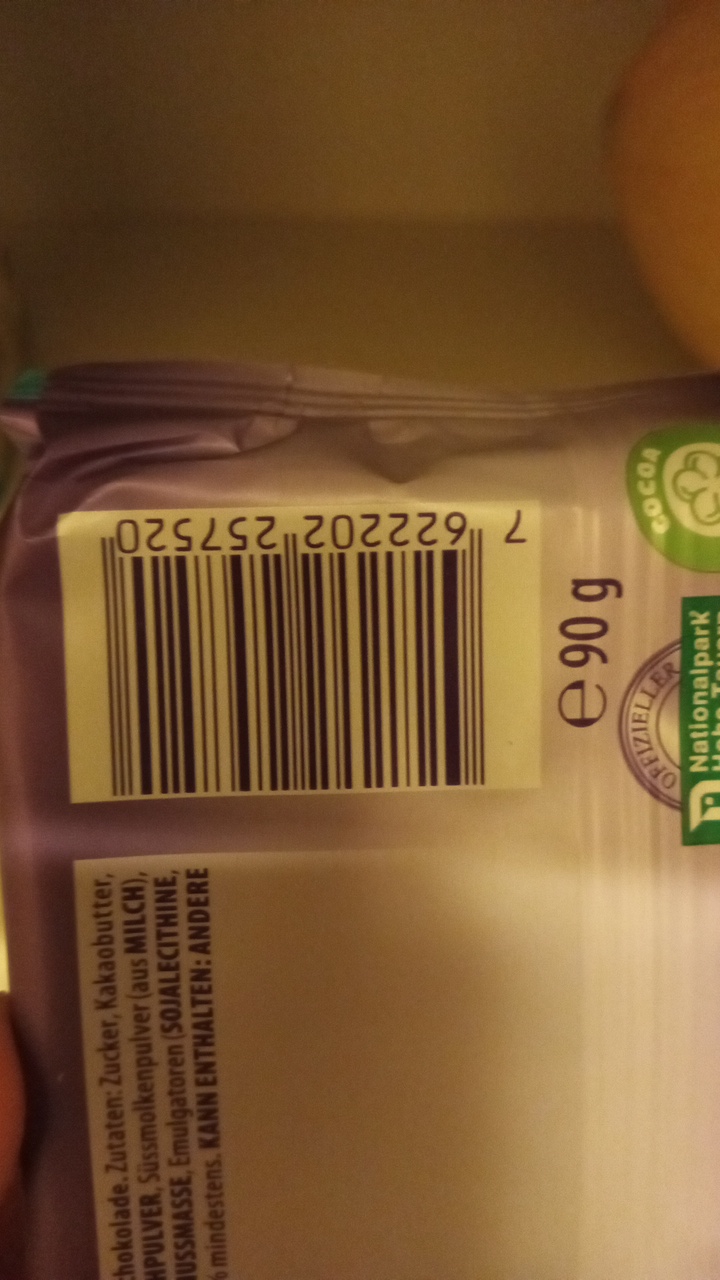 7 622202 257520
e 90 g
COCOA
OFFIZIELLER
Nationalpark
hokolade. Zutaten: Zucker, Kakaobutter,
HPULVER, Süssmolkenpulver (aus MILCH),
USSMASSE, Emulgatoren (SOJALECITHINE,
% mindestens. KANN ENTHALTEN: ANDERE